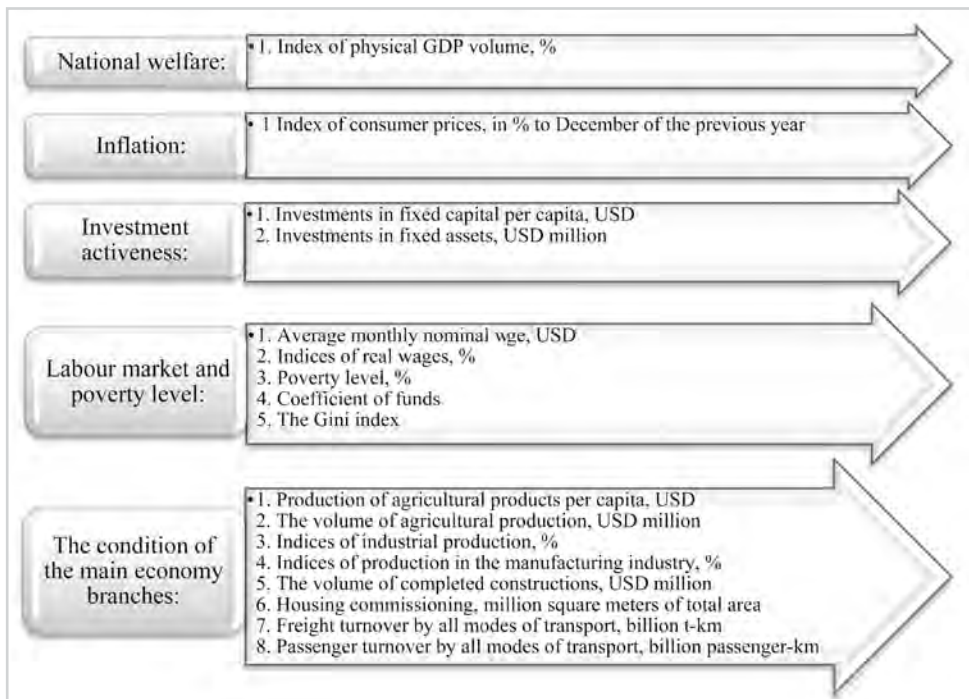 National welfare:
•1. Index of physical GDP volume, %
Inflation:
• 1 Index of consumer prices, in % to December of the previous year
Investment
activeness:
•1. Investments in fixed capital per capita, USD
2. Investments in fixed assets, USD million
Labour market and
poverty level:
•1. Average monthly nominal wge, USD
2. Indices of real wages, %
3. Poverty level, %
4. Coefficient of funds
5. The Gini index
The condition of
the main economy
branches:
•1. Production of agricultural products per capita, USD
2. The volume of agricultural production, USD million
3. Indices of industrial production, %
4. Indices of production in the manufacturing industry, %
5. The volume of completed constructions, USD million
6. Housing commissioning, million square meters of total area
7. Freight turnover by all modes of transport, billion t-km
8. Passenger turnover by all modes of transport, billion passenger-km